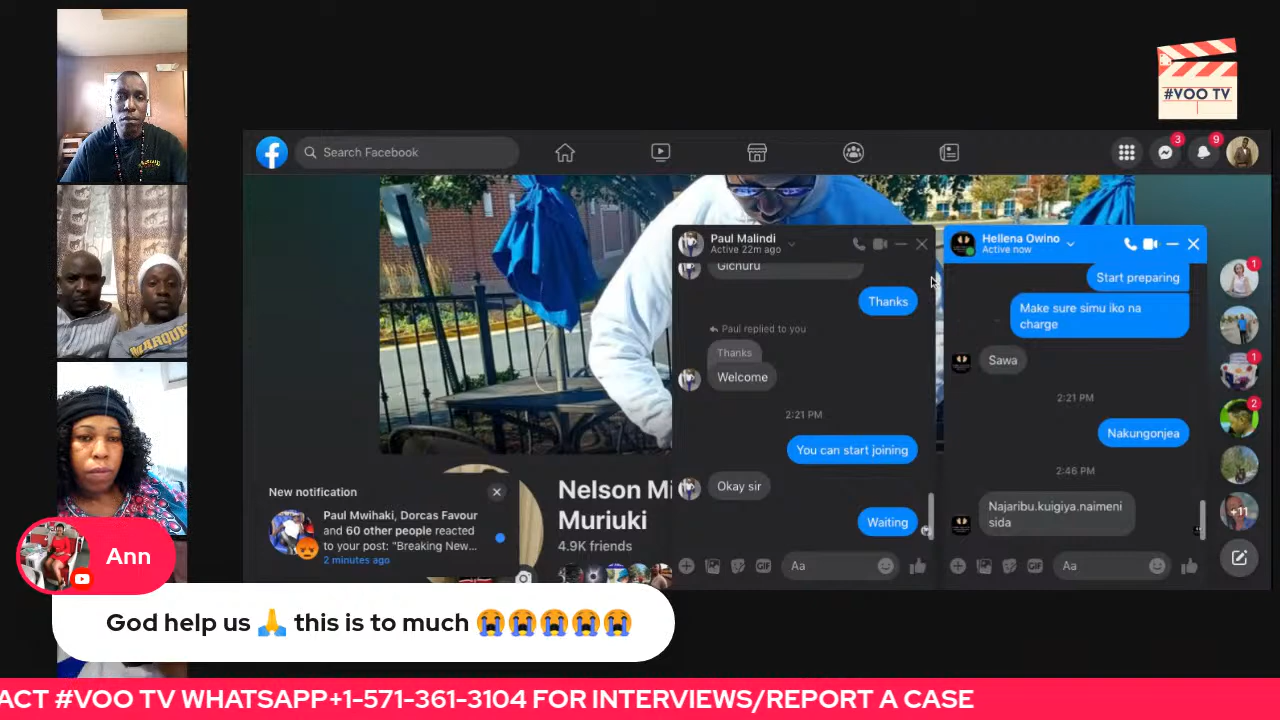 #VOO TV
Search Facebook
3
9
Paul Malindi
Active 22m ago
Gichuru
Thanks
Paul replied to you
Thanks
Welcome
2:21 PM
You can start joining
Okay sir
Waiting
GIF
Aa
Hellena Owino
Active now
Start preparing
Make sure simu iko na
charge
Sawa
2:21 PM
Nakungonjea
2:46 PM
Najaribu.kuigiya.naimeni
sida
GIF
Aa
1
1
2
+11
MARQUE
New notification
Paul Mwihaki, Dorcas Favour
and 60 other people reacted
to your post: "Breaking New...
2 minutes ago
Nelson Mi
Muriuki
4.9K friends
Ann
God help us 🙏 this is to much 😭😭😭😭😭
ACT #VOO TV WHATSAPP+1-571-361-3104 FOR INTERVIEWS/REPORT A CASE